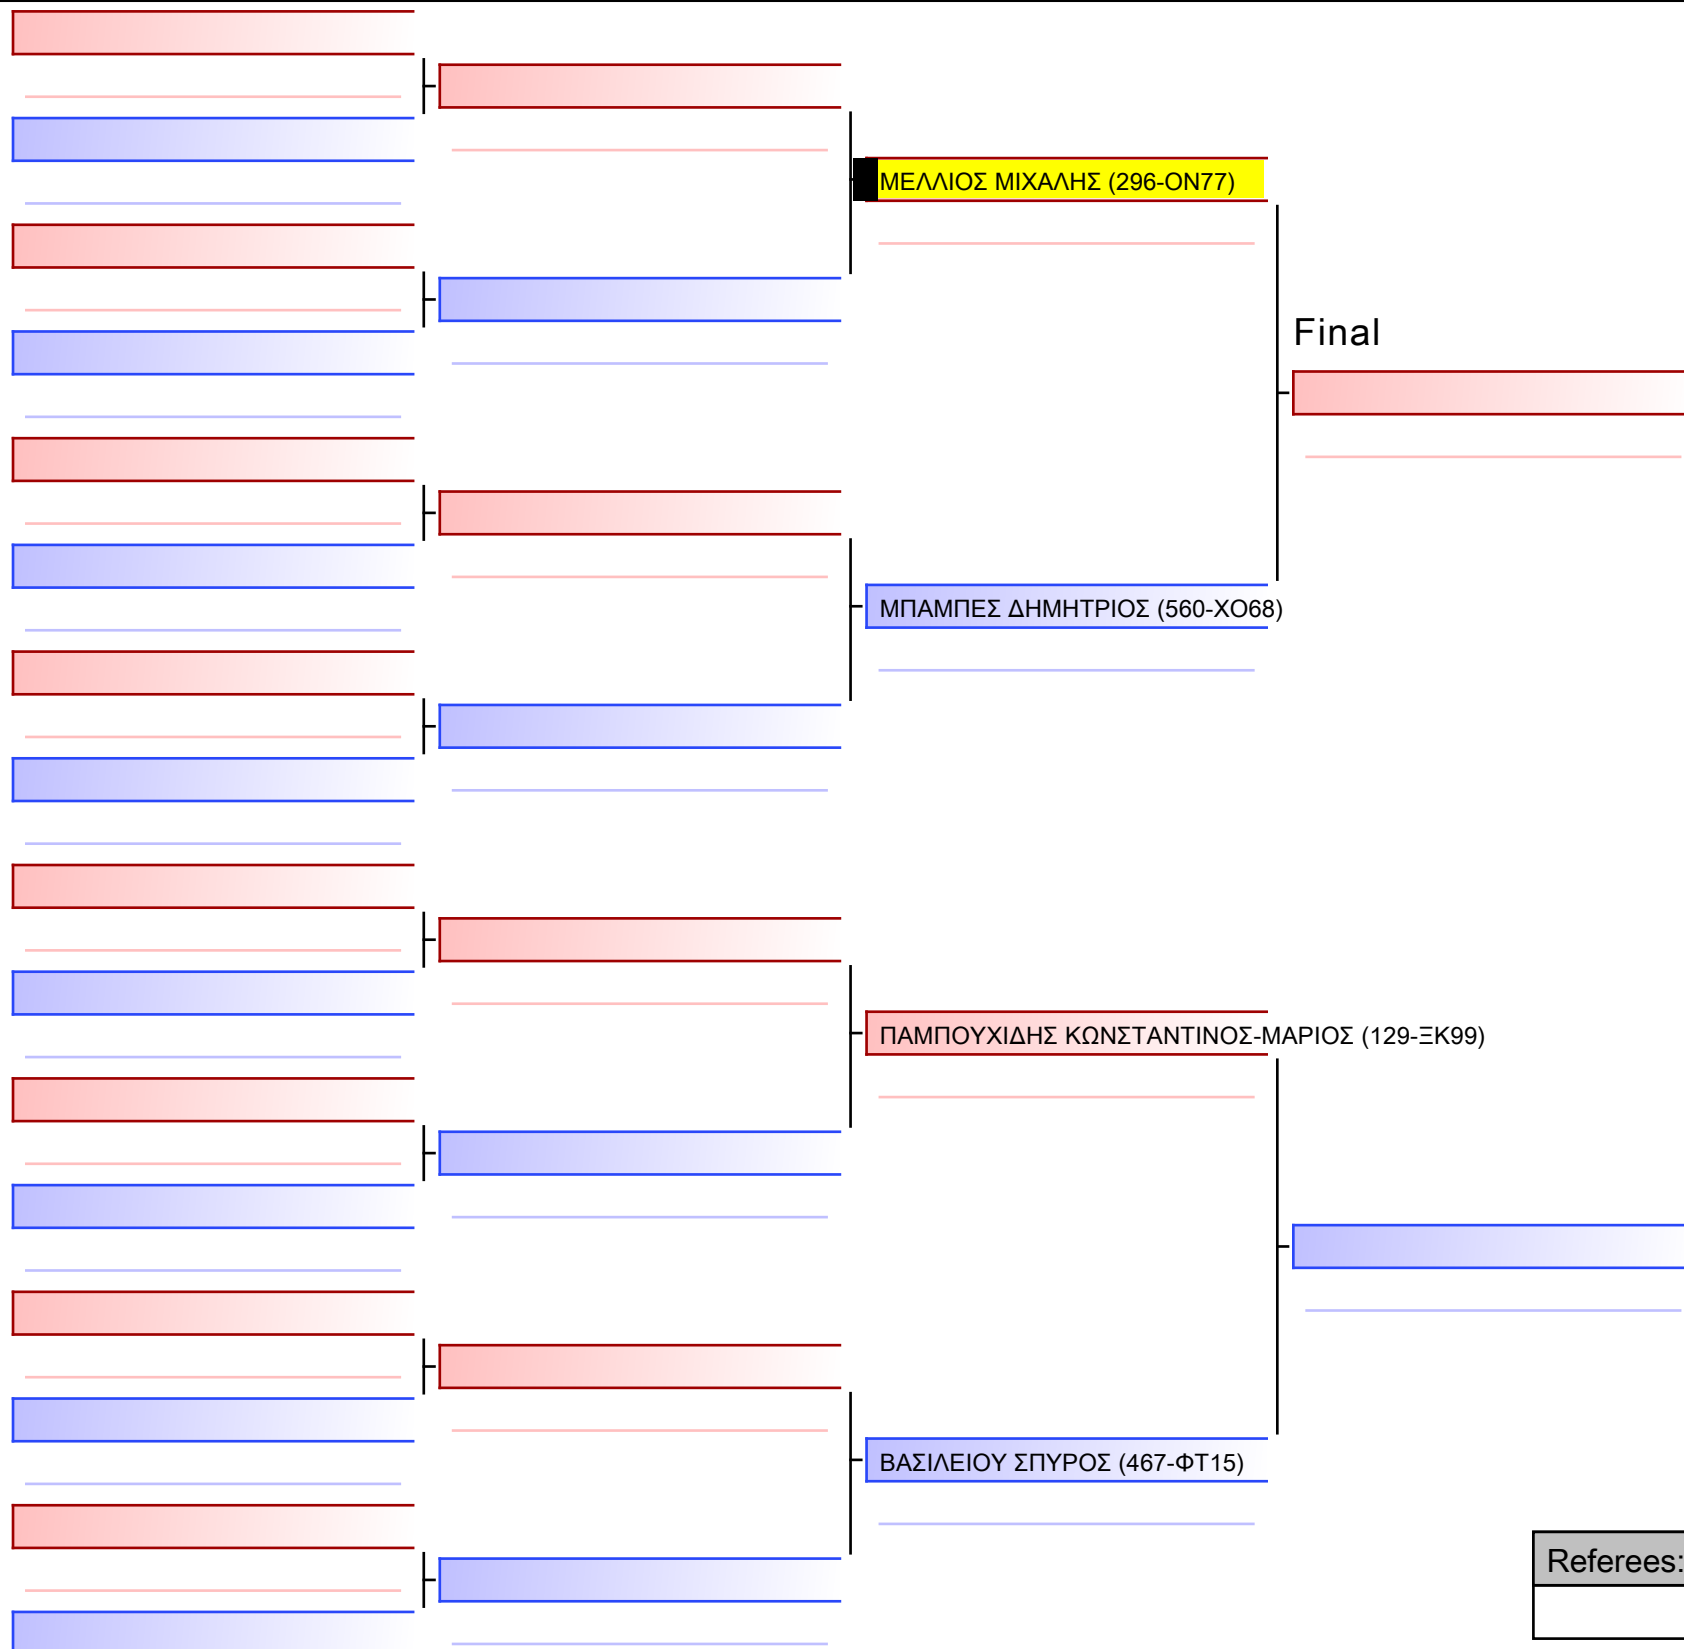 ΜΕΛΛΙΟΣ ΜΙΧΑΛΗΣ (296-ΟΝ77)
Final
ΜΠΑΜΠΕΣ ΔΗΜΗΤΡΙΟΣ (560-ΧΟ68)
ΠΑΜΠΟΥΧΙΔΗΣ ΚΩΝΣΤΑΝΤΙΝΟΣ-ΜΑΡΙΟΣ (129-ΞΚ99)
ΒΑΣΙΛΕΙΟΥ ΣΠΥΡΟΣ (467-ΦΤ15)
Referees: